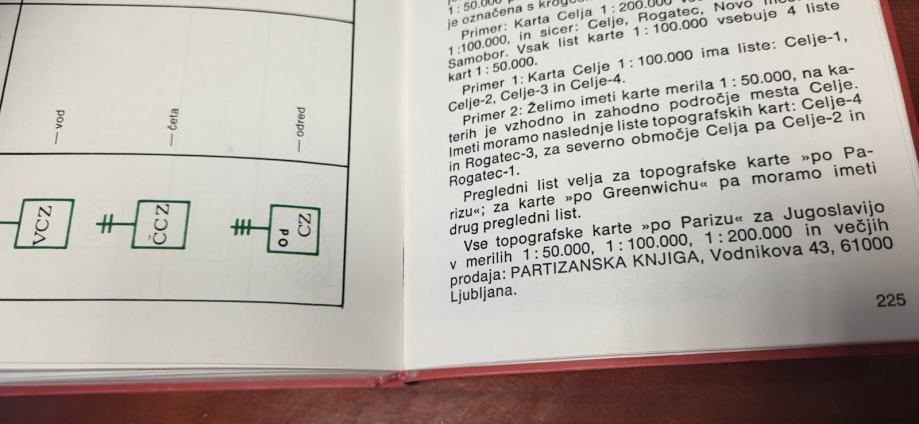 — vod
— četa
— odred
VCZ
ČCZ
Od
CZ
1 : 50.000
je označena s
Primer: Karta Celja 1 : 200.000
1 : 100.000, in sicer: Celje, Rogatec, Novo
Samobor. Vsak list karte 1 : 100.000 vsebuje 4 liste
kart 1 : 50.000.
Primer 1: Karta Celje 1 : 100.000 ima liste: Celje-1,
Celje-2, Celje-3 in Celje-4.
Primer 2: Želimo imeti karte merila 1 : 50.000, na ka-
terih je vzhodno in zahodno področje mesta Celje.
Imeti moramo naslednje liste topografskih kart: Celje-4
in Rogatec-3, za severno območje Celja pa Celje-2 in
Rogatec-1.
Pregledni list velja za topografske karte »po Pa-
rizu«; za karte »po Greenwichu« pa moramo imeti
drug pregledni list.
Vse topografske karte »po Parizu« za Jugoslavijo
v merilih 1 : 50.000, 1 : 100.000, 1 : 200.000 in večjih
prodaja: PARTIZANSKA KNJIGA, Vodnikova 43, 61000
Ljubljana.
225